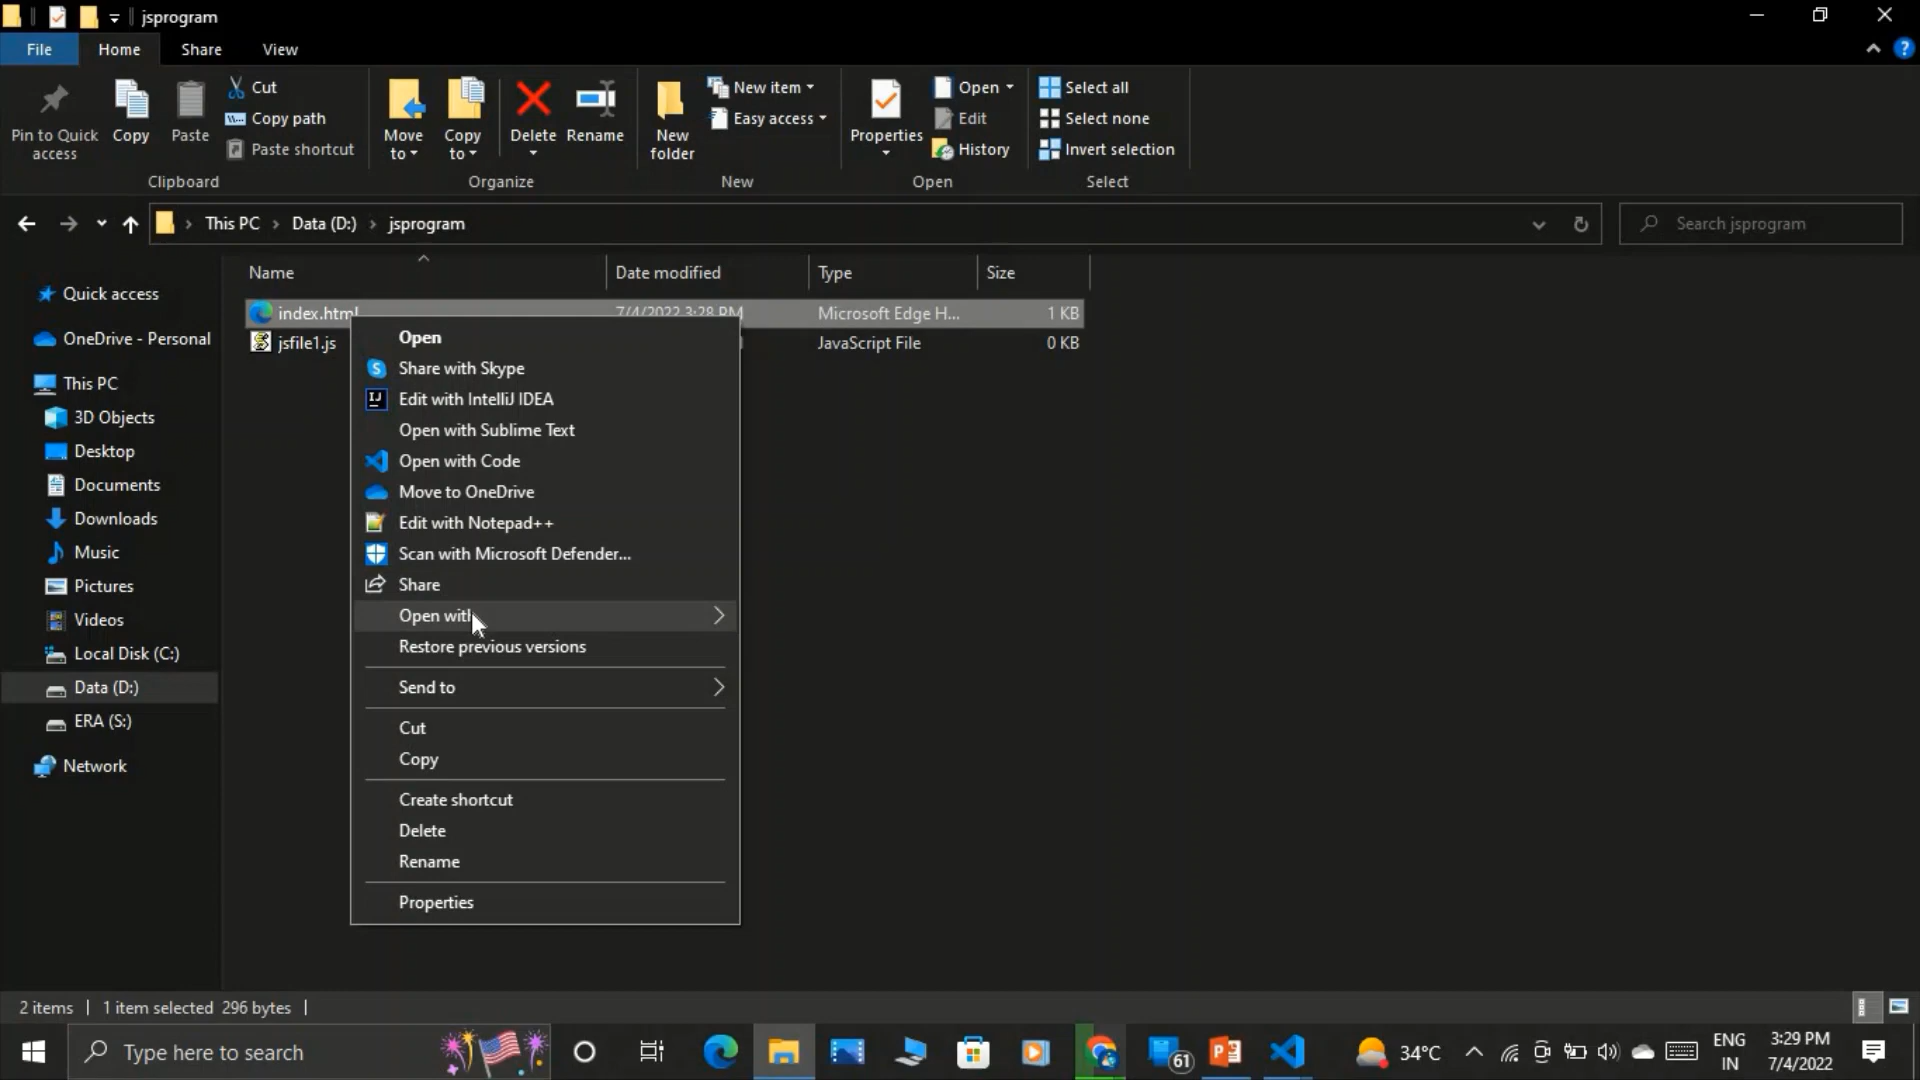 jsprogram
File Home Share View
Pin to Quick access
Copy
Paste
Cut
Copy path
Paste shortcut
Clipboard
Move to
Copy to
Delete
Rename
Organize
New folder
New item
Easy access
New
Properties
Open
Edit
History
Open
Select all
Select none
Invert selection
Select
This PC > Data (D:) > jsprogram
Search jsprogram
Name Date modified Type Size
index.html 7/4/2022 3:28 PM Microsoft Edge H... 1 KB
jsfile1.js JavaScript File 0 KB
Quick access
OneDrive - Personal
This PC
3D Objects
Desktop
Documents
Downloads
Music
Pictures
Videos
Local Disk (C:)
Data (D:)
ERA (S:)
Network
Open
Share with Skype
IJ Edit with IntelliJ IDEA
Open with Sublime Text
Open with Code
Move to OneDrive
Edit with Notepad++
Scan with Microsoft Defender...
Share
Open with
Restore previous versions
Send to
Cut
Copy
Create shortcut
Delete
Rename
Properties
2 items | 1 item selected 296 bytes |
Type here to search
61
34°C
ENG
IN
3:29 PM
7/4/2022